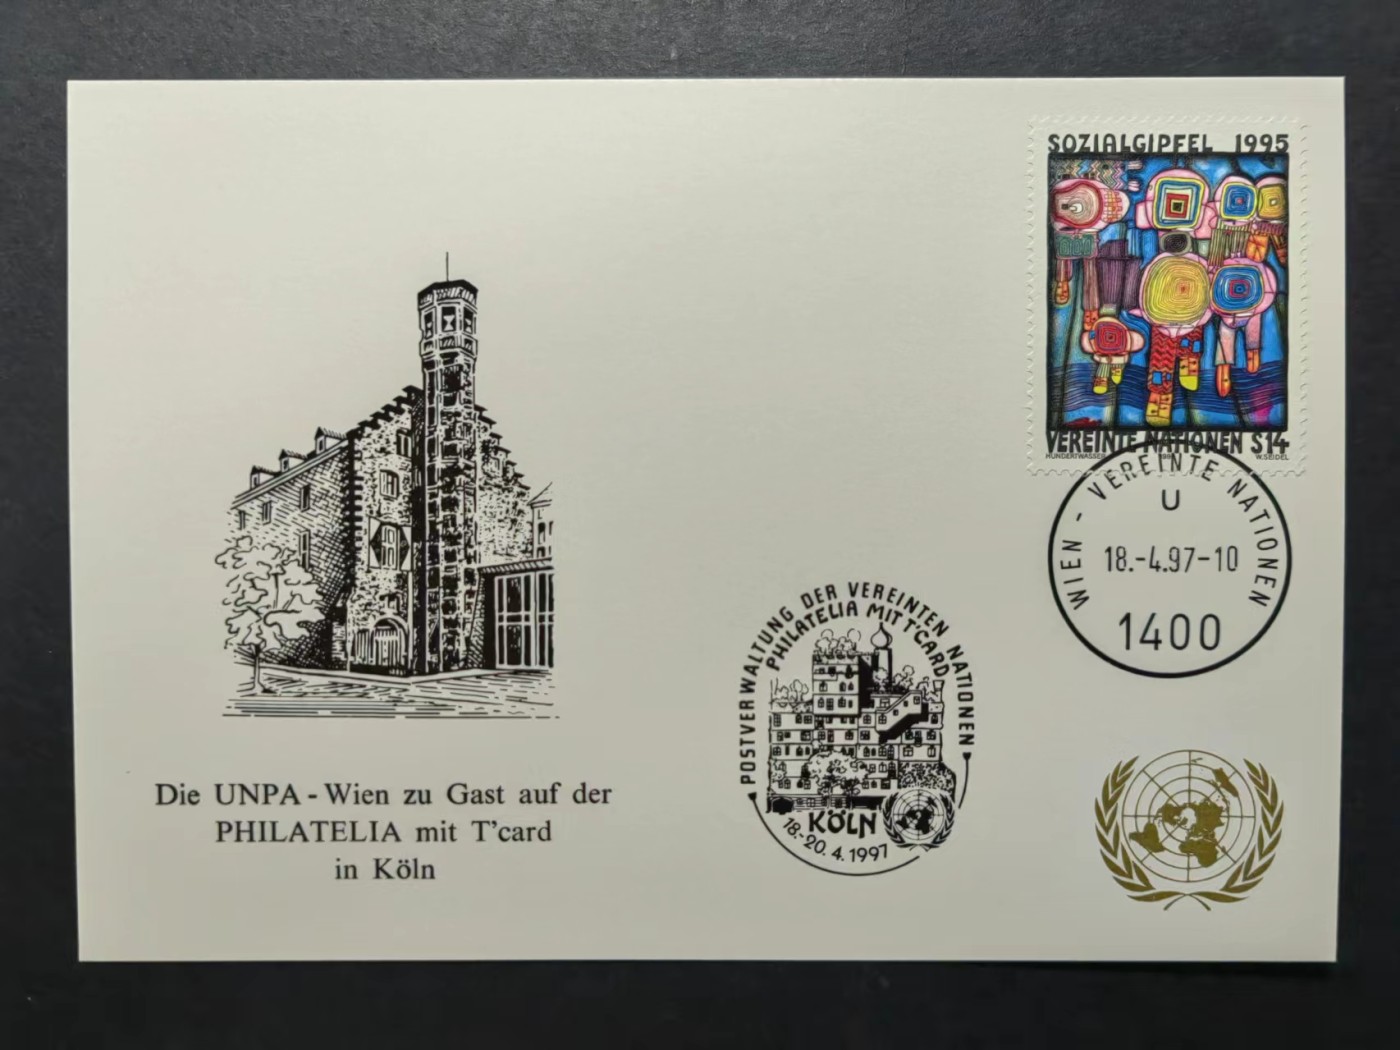 SOZIALGIPFEL 1995
VEREINTE NATIONEN S14
HUNDERTWASSER W. SEIDEL
WIEN - VEREINTE NATIONEN
U
18.-4.97-10
1400
POSTVERWALTUNG DER VEREINTEN NATIONEN
PHILATELIA MIT T'CARD
KÖLN
18.-20. 4. 1997
Die UNPA - Wien zu Gast auf der
PHILATELIA mit T'card
in Köln